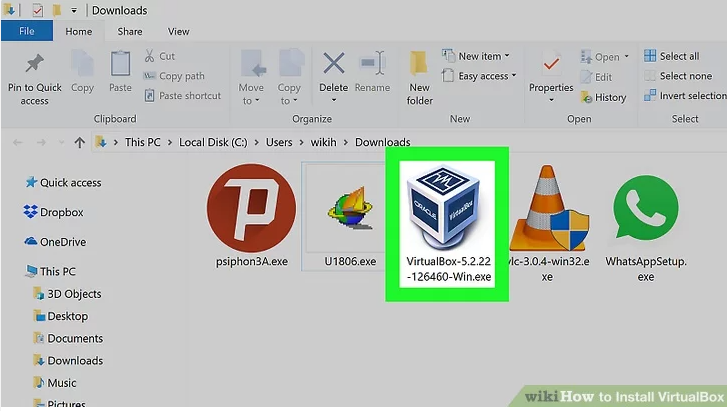 Downloads
File Home Share View
Pin to Quick
access
Copy
Paste
Cut
Copy path
Paste shortcut
Clipboard
Move
to
Copy
to
Delete
Rename
Organize
New
folder
New item
Easy access
New
Properties
Open
Edit
History
Open
Select all
Select none
Invert selection
Select
This PC > Local Disk (C:) > Users > wikih > Downloads
Quick access
Dropbox
OneDrive
This PC
3D Objects
Desktop
Documents
Downloads
Music
Pictures
psiphon3A.exe
U1806.exe
ORACLE
VirtualBox
VirtualBox-5.2.22
-126460-Win.exe
vlc-3.0.4-win32.e
xe
WhatsAppSetup.
exe
wikiHow to Install VirtualBox